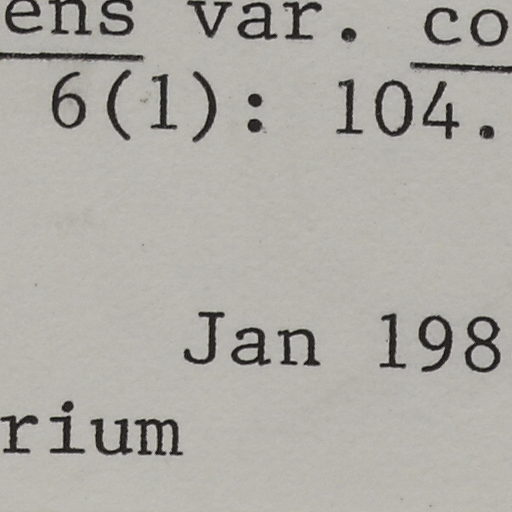 ens var. co
6(1): 104.
Jan 198
rium